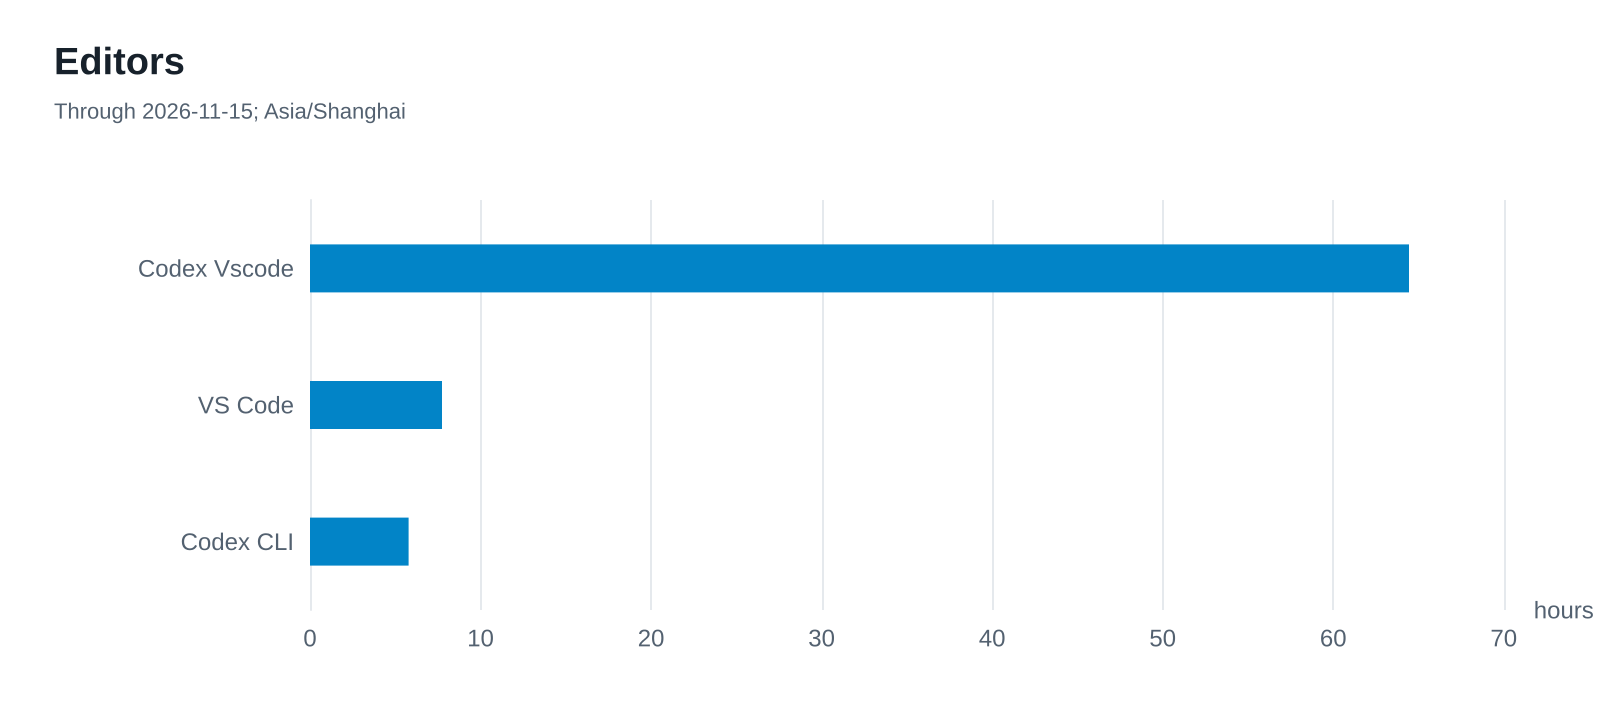 Editors
Through 2026-11-15; Asia/Shanghai
Codex Vscode
VS Code
Codex CLI
hours
0 10 20 30 40 50 60 70